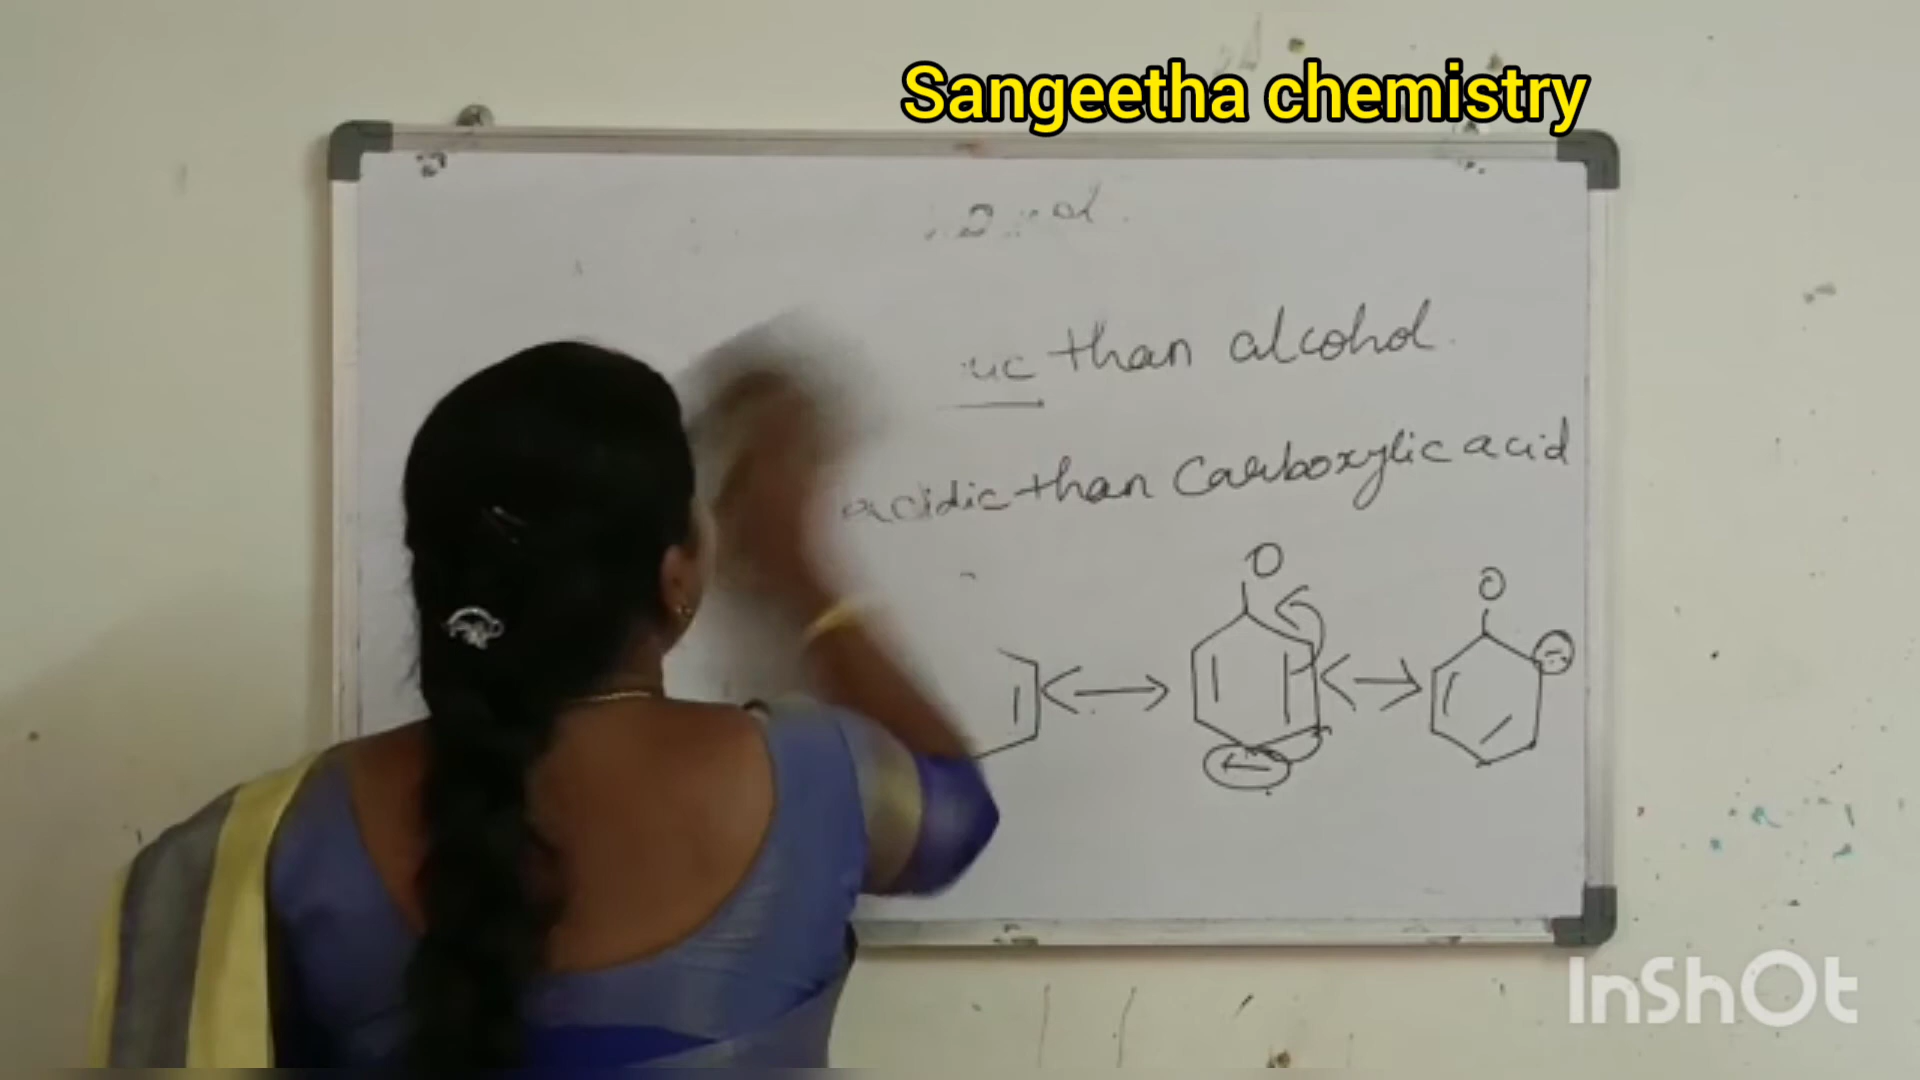 Sangeetha chemistry
than alcohol.
acidic than Carboxylic acid
O
O
InShOt